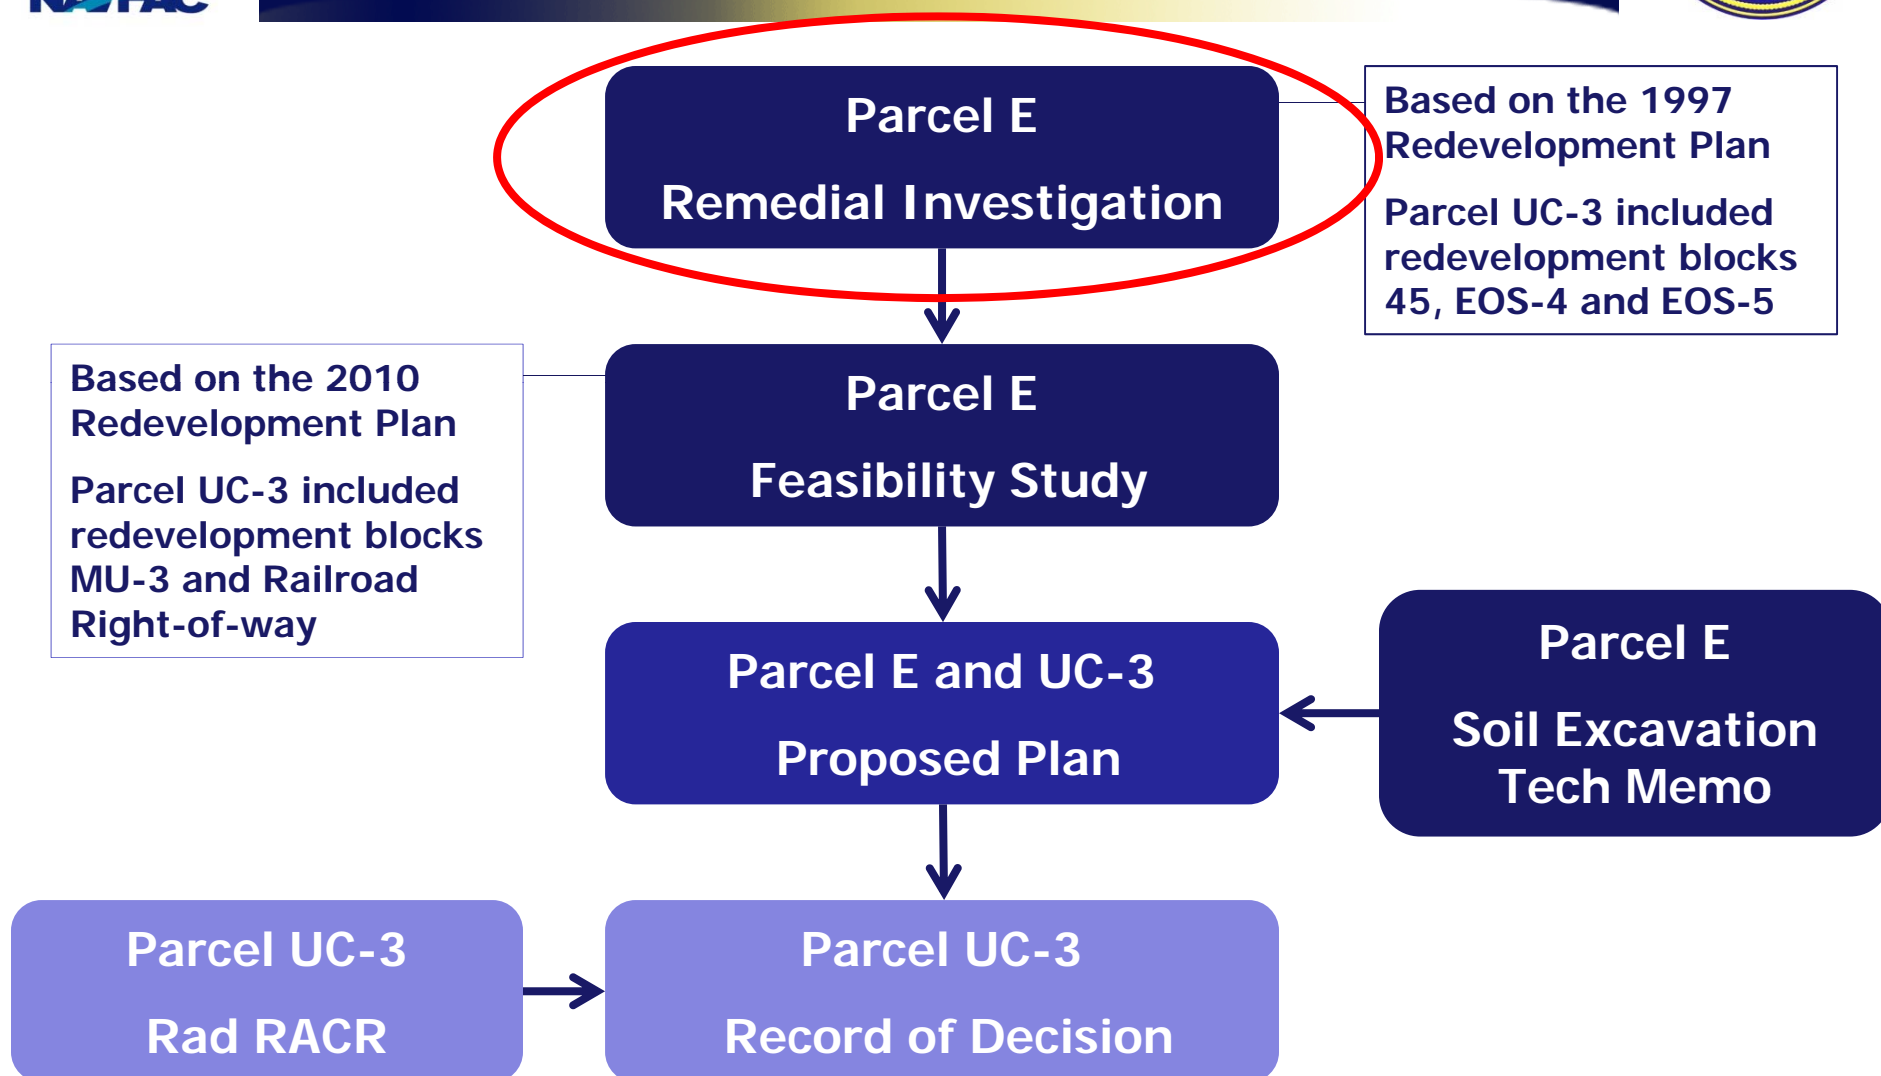 Parcel E
Remedial Investigation
Based on the 1997
Redevelopment Plan
Parcel UC-3 included
redevelopment blocks
45, EOS-4 and EOS-5
Based on the 2010
Redevelopment Plan
Parcel UC-3 included
redevelopment blocks
MU-3 and Railroad
Right-of-way
Parcel E
Feasibility Study
Parcel E and UC-3
Proposed Plan
Parcel E
Soil Excavation
Tech Memo
Parcel UC-3
Rad RACR
Parcel UC-3
Record of Decision